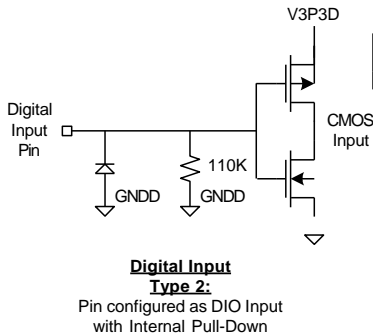 V3P3D
Digital
Input
Pin
CMOS
Input
110K
GNDD
GNDD
Digital Input
Type 2:
Pin configured as DIO Input
with Internal Pull-Down